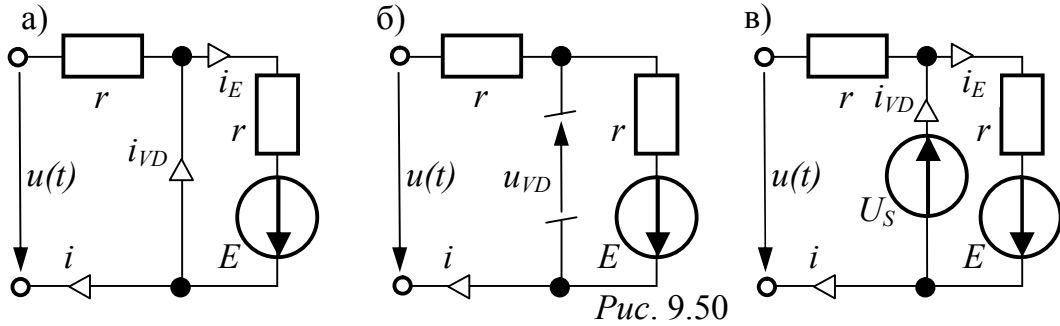 а) б) в)
r i_E r r i_E
r r i_VD r
i_VD
u(t) u(t) u_VD u(t)
U_S
E E E
i i i
Рис. 9.50